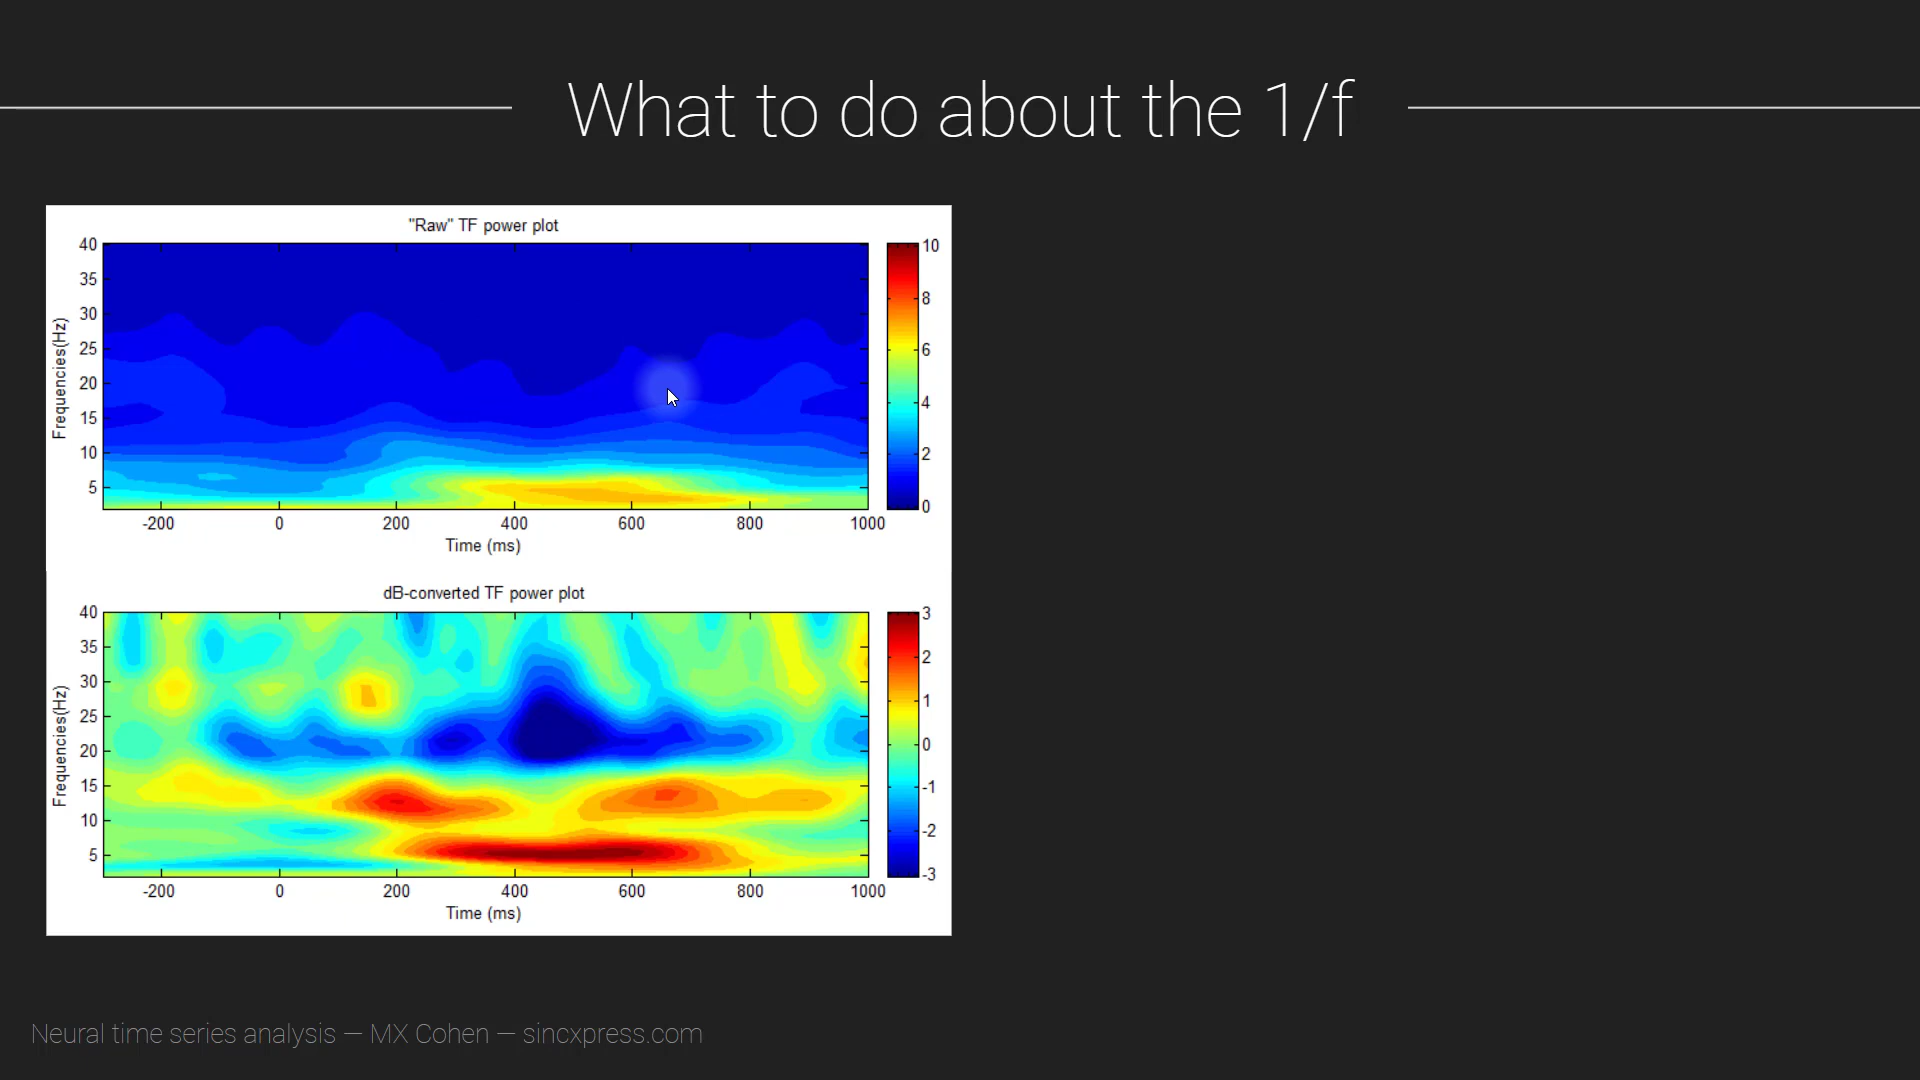 What to do about the 1/f
"Raw" TF power plot
40
35
30
25
20
15
10
5
Frequencies(Hz)
-200 0 200 400 600 800 1000
Time (ms)
10
8
6
4
2
0
dB-converted TF power plot
40
35
30
25
20
15
10
5
Frequencies(Hz)
-200 0 200 400 600 800 1000
Time (ms)
3
2
1
0
-1
-2
-3
Neural time series analysis — MX Cohen — sincxpress.com